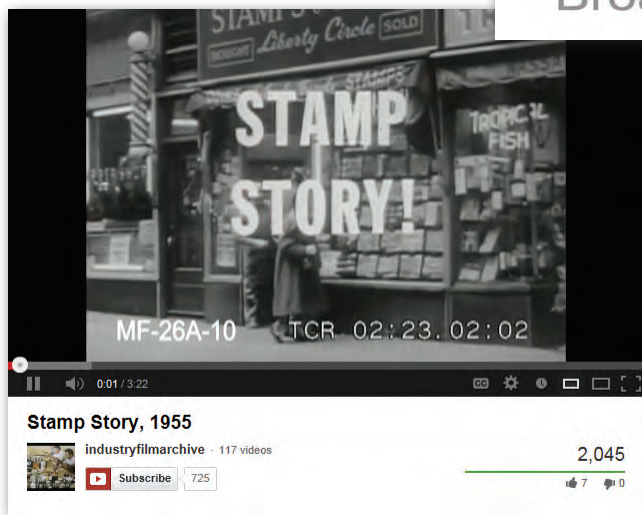 Bro
STAMPS
BOUGHT Liberty Circle SOLD
STAMPS
STAMP
STORY!
TROPICAL
FISH
MF-26A-10 TCR 02:23.02:02
0:01 / 3:22
CC
Stamp Story, 1955
industryfilmarchive · 117 videos
2,045
Subscribe 725
7 0